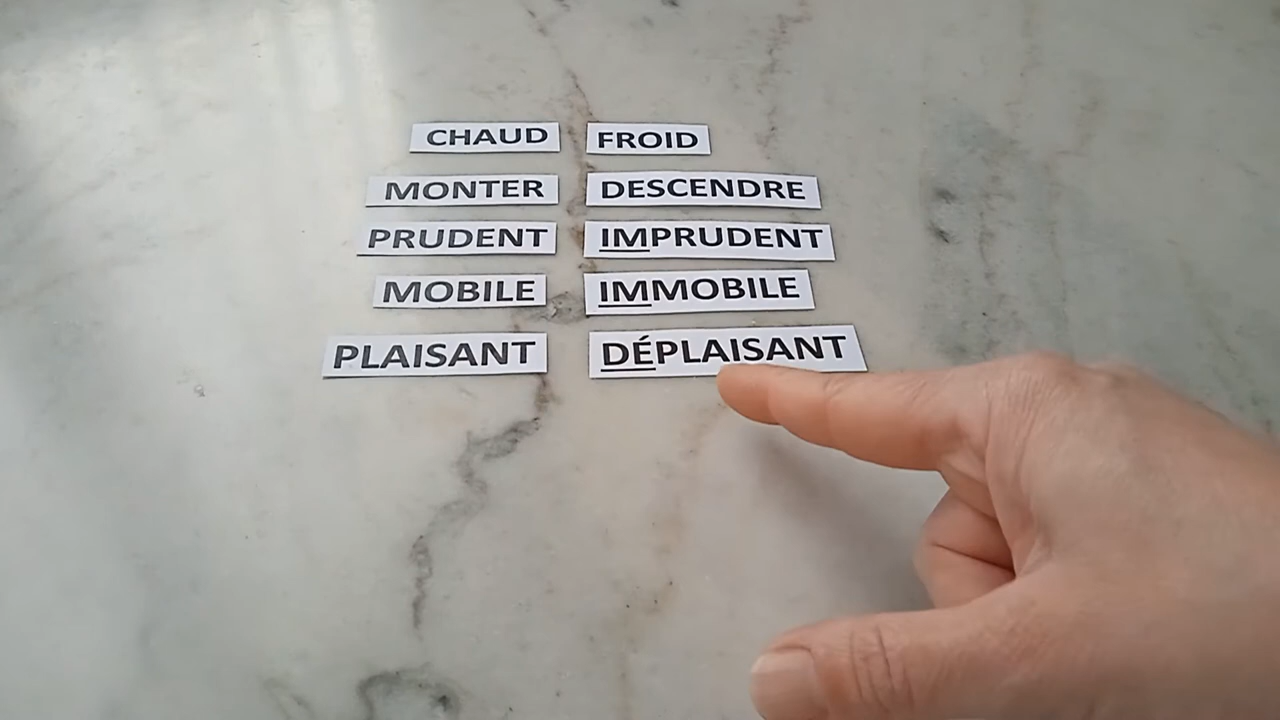 CHAUD FROID
MONTER DESCENDRE
PRUDENT IMPRUDENT
MOBILE IMMOBILE
PLAISANT DÉPLAISANT